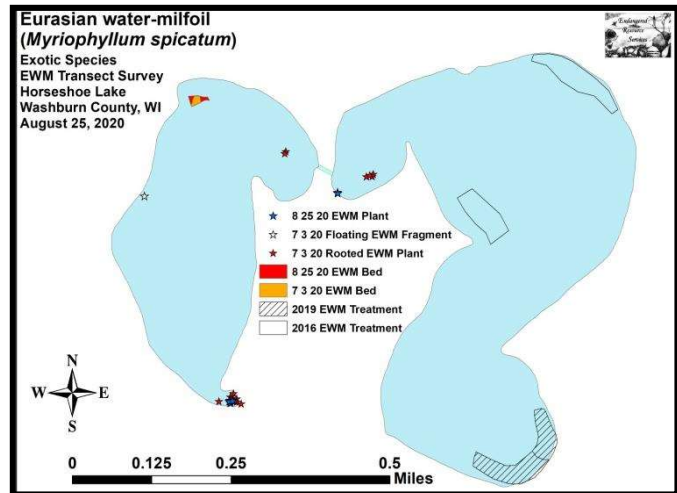 Eurasian water-milfoil
(Myriophyllum spicatum)
Exotic Species
EWM Transect Survey
Horseshoe Lake
Washburn County, WI
August 25, 2020
Endangered
Resource
Services
8 25 20 EWM Plant
7 3 20 Floating EWM Fragment
7 3 20 Rooted EWM Plant
8 25 20 EWM Bed
7 3 20 EWM Bed
2019 EWM Treatment
2016 EWM Treatment
N
W E
S
0 0.125 0.25 0.5
Miles